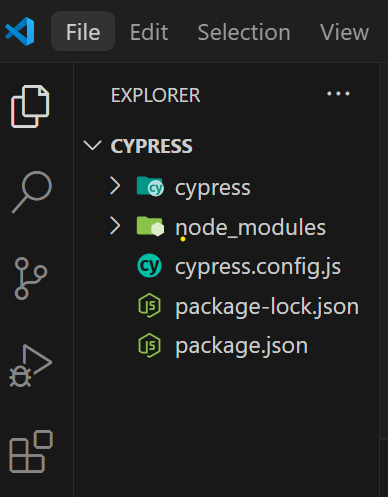 File Edit Selection View
EXPLORER
CYPRESS
cypress
node_modules
cypress.config.js
package-lock.json
package.json